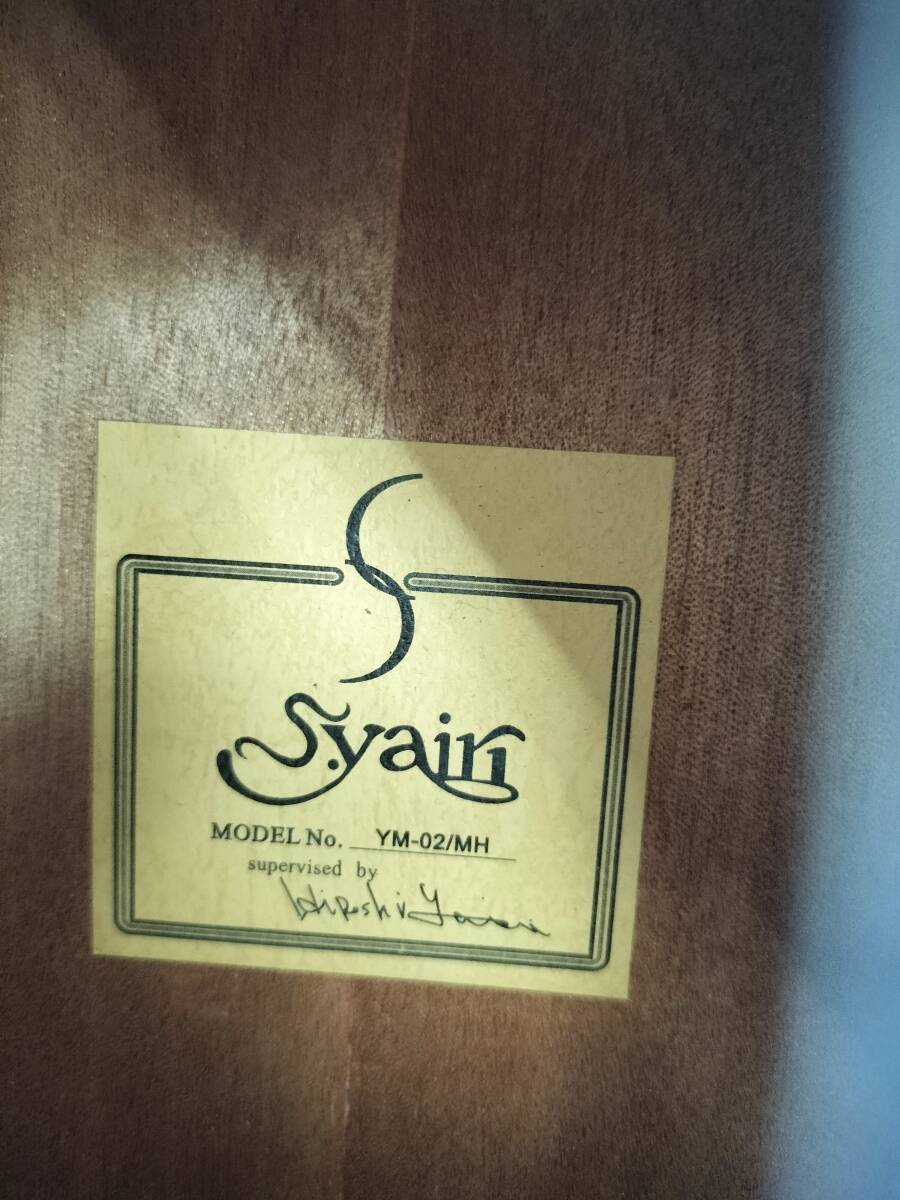 S
S.yairi
MODEL No. YM-02/MH
supervised by
Hiroshi Yairi